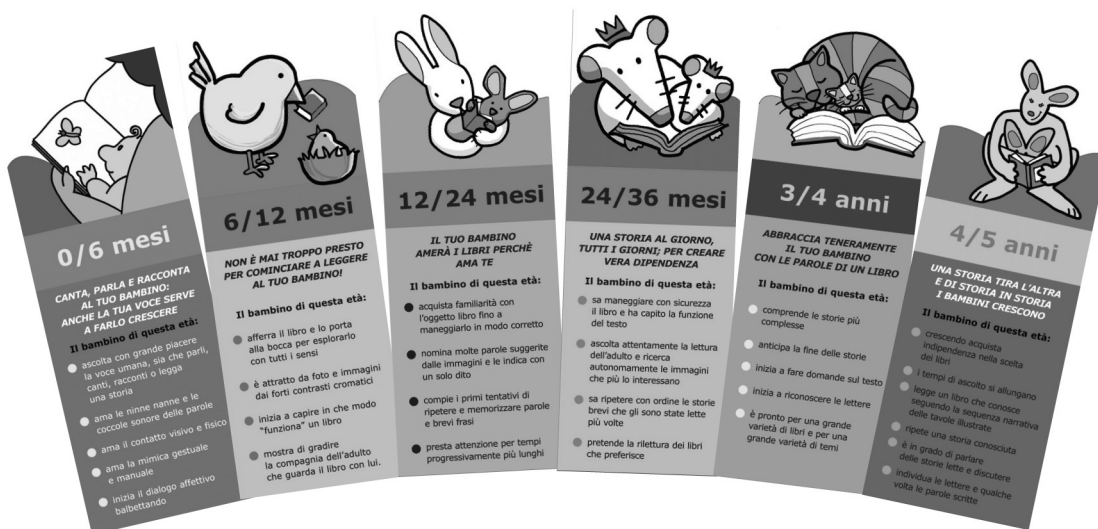 0/6 mesi
CANTA, PARLA E RACCONTA
AL TUO BAMBINO:
ANCHE LA TUA VOCE SERVE
A FARLO CRESCERE
Il bambino di questa età:
ascolta con grande piacere
la voce umana, sia che parli,
canti, racconti o legga
una storia
ama le ninne nanne e le
coccole sonore delle parole
ama il contatto visivo e fisico
ama la mimica gestuale
e manuale
inizia il dialogo affettivo
balbettando
6/12 mesi
NON È MAI TROPPO PRESTO
PER COMINCIARE A LEGGERE
AL TUO BAMBINO!
Il bambino di questa età:
afferra il libro e lo porta
alla bocca per esplorarlo
con tutti i sensi
è attratto da foto e immagini
dai forti contrasti cromatici
inizia a capire in che modo
"funziona" un libro
mostra di gradire
la compagnia dell'adulto
che guarda il libro con lui.
12/24 mesi
IL TUO BAMBINO
AMERÀ I LIBRI PERCHÈ
AMA TE
Il bambino di questa età:
acquista familiarità con
l'oggetto libro fino a
maneggiarlo in modo corretto
nomina molte parole suggerite
dalle immagini e le indica con
un solo dito
compie i primi tentativi di
ripetere e memorizzare parole
e brevi frasi
presta attenzione per tempi
progressivamente più lunghi
24/36 mesi
UNA STORIA AL GIORNO,
TUTTI I GIORNI; PER CREARE
VERA DIPENDENZA
Il bambino di questa età:
sa maneggiare con sicurezza
il libro e ha capito la funzione
del testo
ascolta attentamente la lettura
dell'adulto e ricerca
autonomamente le immagini
che più lo interessano
sa ripetere con ordine le storie
brevi che gli sono state lette
più volte
pretende la rilettura dei libri
che preferisce
3/4 anni
ABBRACCIA TENERAMENTE
IL TUO BAMBINO
CON LE PAROLE DI UN LIBRO
Il bambino di questa età:
comprende le storie più
complesse
anticipa la fine delle storie
inizia a fare domande sul testo
inizia a riconoscere le lettere
è pronto per una grande
varietà di libri e per una
grande varietà di temi
4/5 anni
UNA STORIA TIRA L'ALTRA
E DI STORIA IN STORIA
I BAMBINI CRESCONO
Il bambino di questa età:
crescendo acquista
indipendenza nella scelta
dei libri
i tempi di ascolto si allungano
legge un libro che conosce
seguendo la sequenza narrativa
delle tavole illustrate
ripete una storia conosciuta
è in grado di parlare
delle storie lette e discutere
individua le lettere e qualche
volta le parole scritte